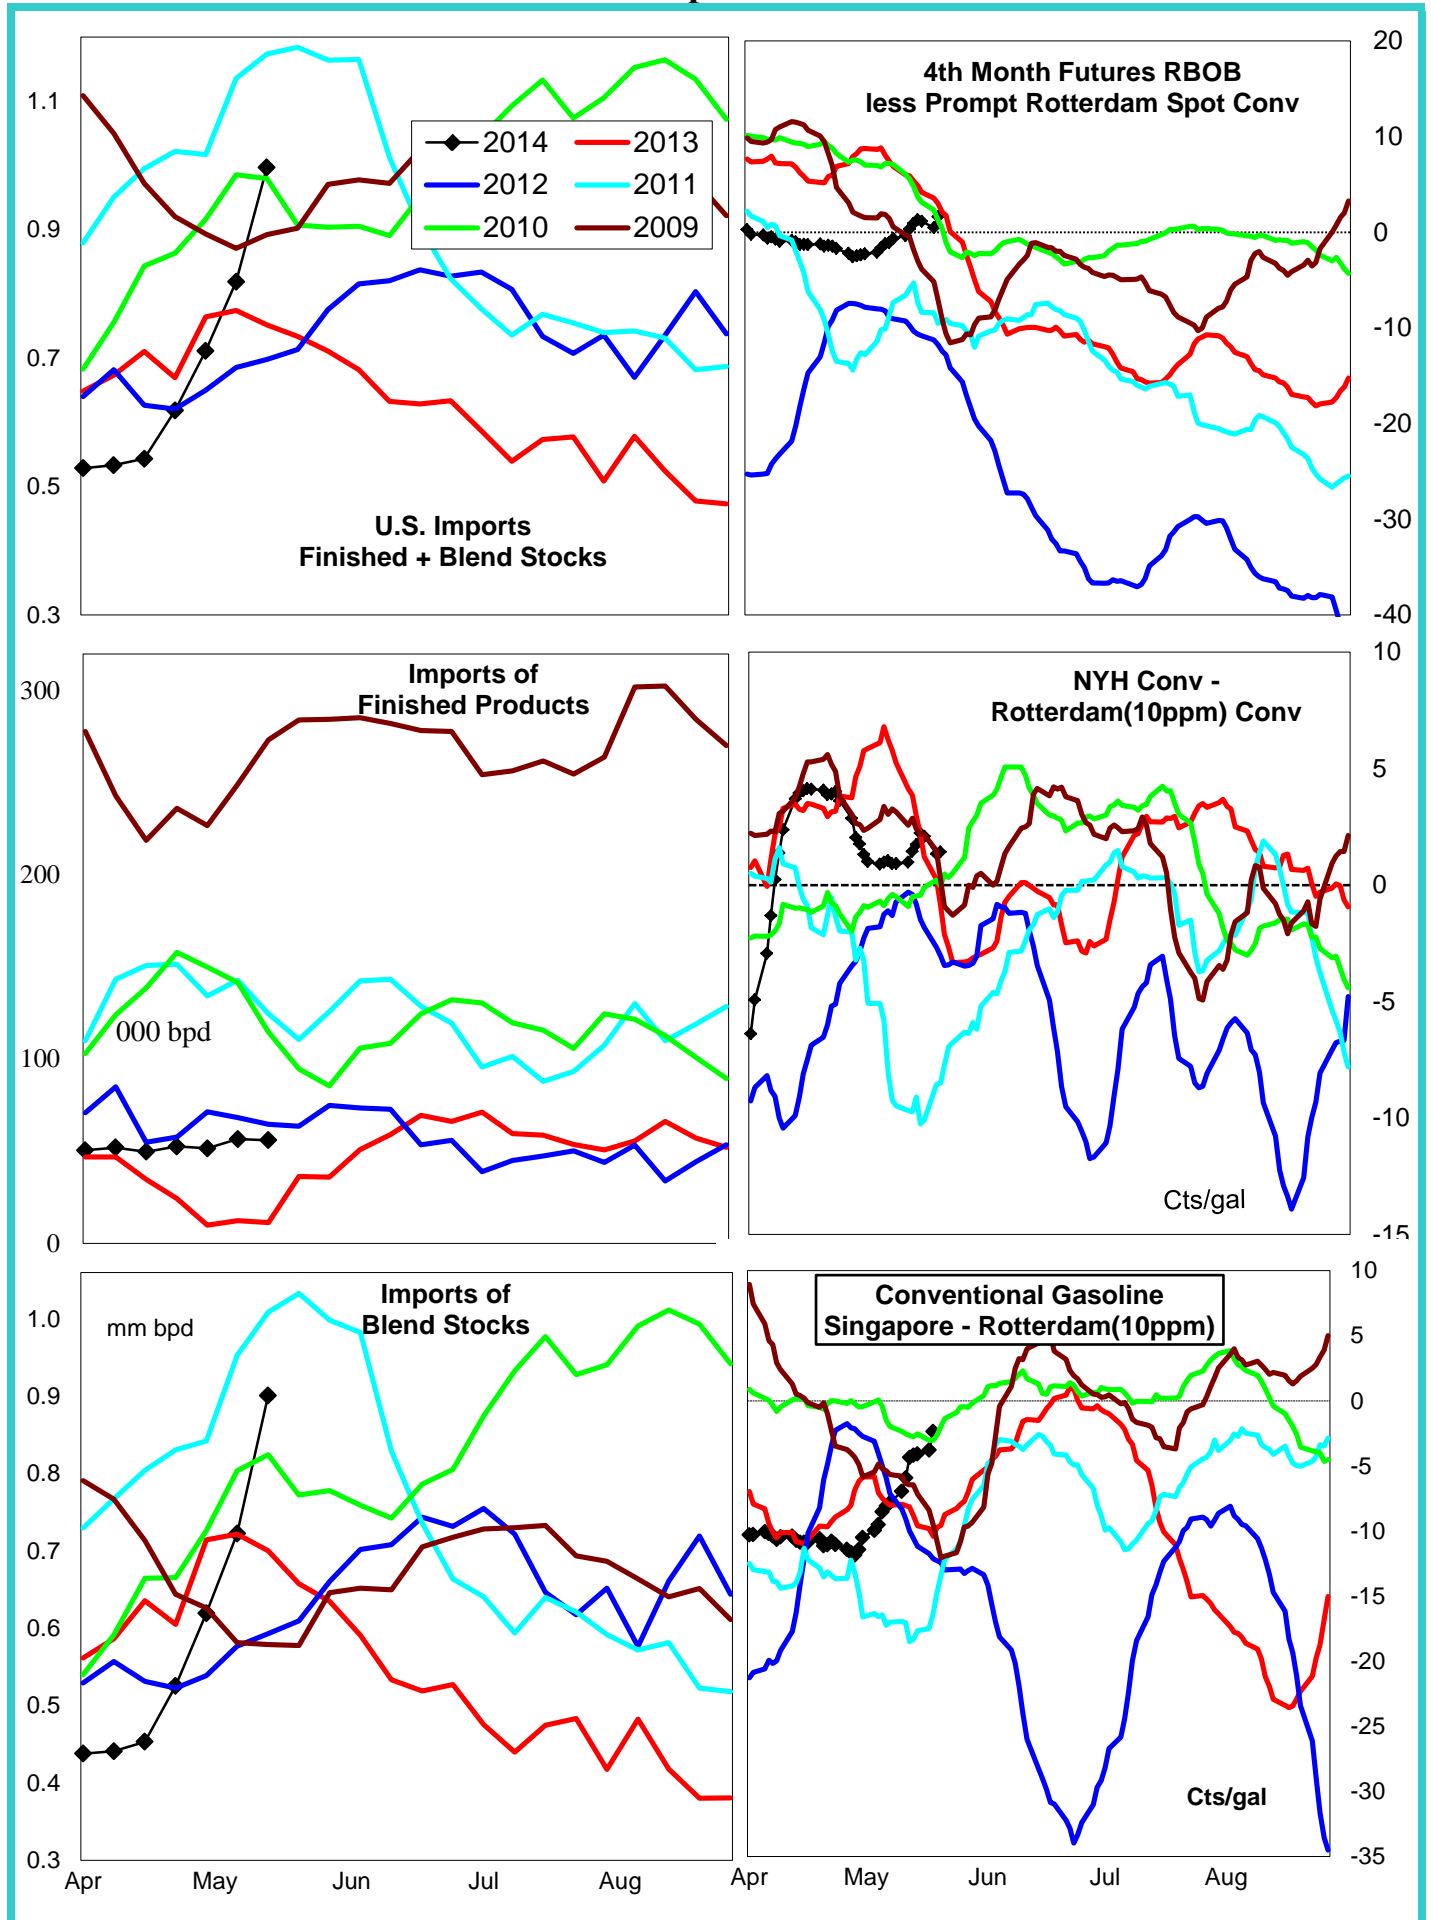 1.1
0.9
0.7
0.5
0.3
2014
2013
2012
2011
2010
2009
U.S. Imports
Finished + Blend Stocks
4th Month Futures RBOB
less Prompt Rotterdam Spot Conv
20
10
0
-10
-20
-30
-40
300
200
100
0
Imports of
Finished Products
000 bpd
NYH Conv -
Rotterdam(10ppm) Conv
10
5
0
-5
-10
-15
Cts/gal
1.0
0.9
0.8
0.7
0.6
0.5
0.4
0.3
mm bpd
Imports of
Blend Stocks
Apr May Jun Jul Aug
Conventional Gasoline
Singapore - Rotterdam(10ppm)
10
5
0
-5
-10
-15
-20
-25
-30
-35
Cts/gal
Apr May Jun Jul Aug